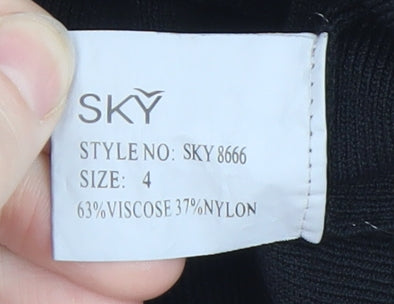 SKY
STYLE NO: SKY 8666
SIZE: 4
63%VISCOSE 37%NYLON